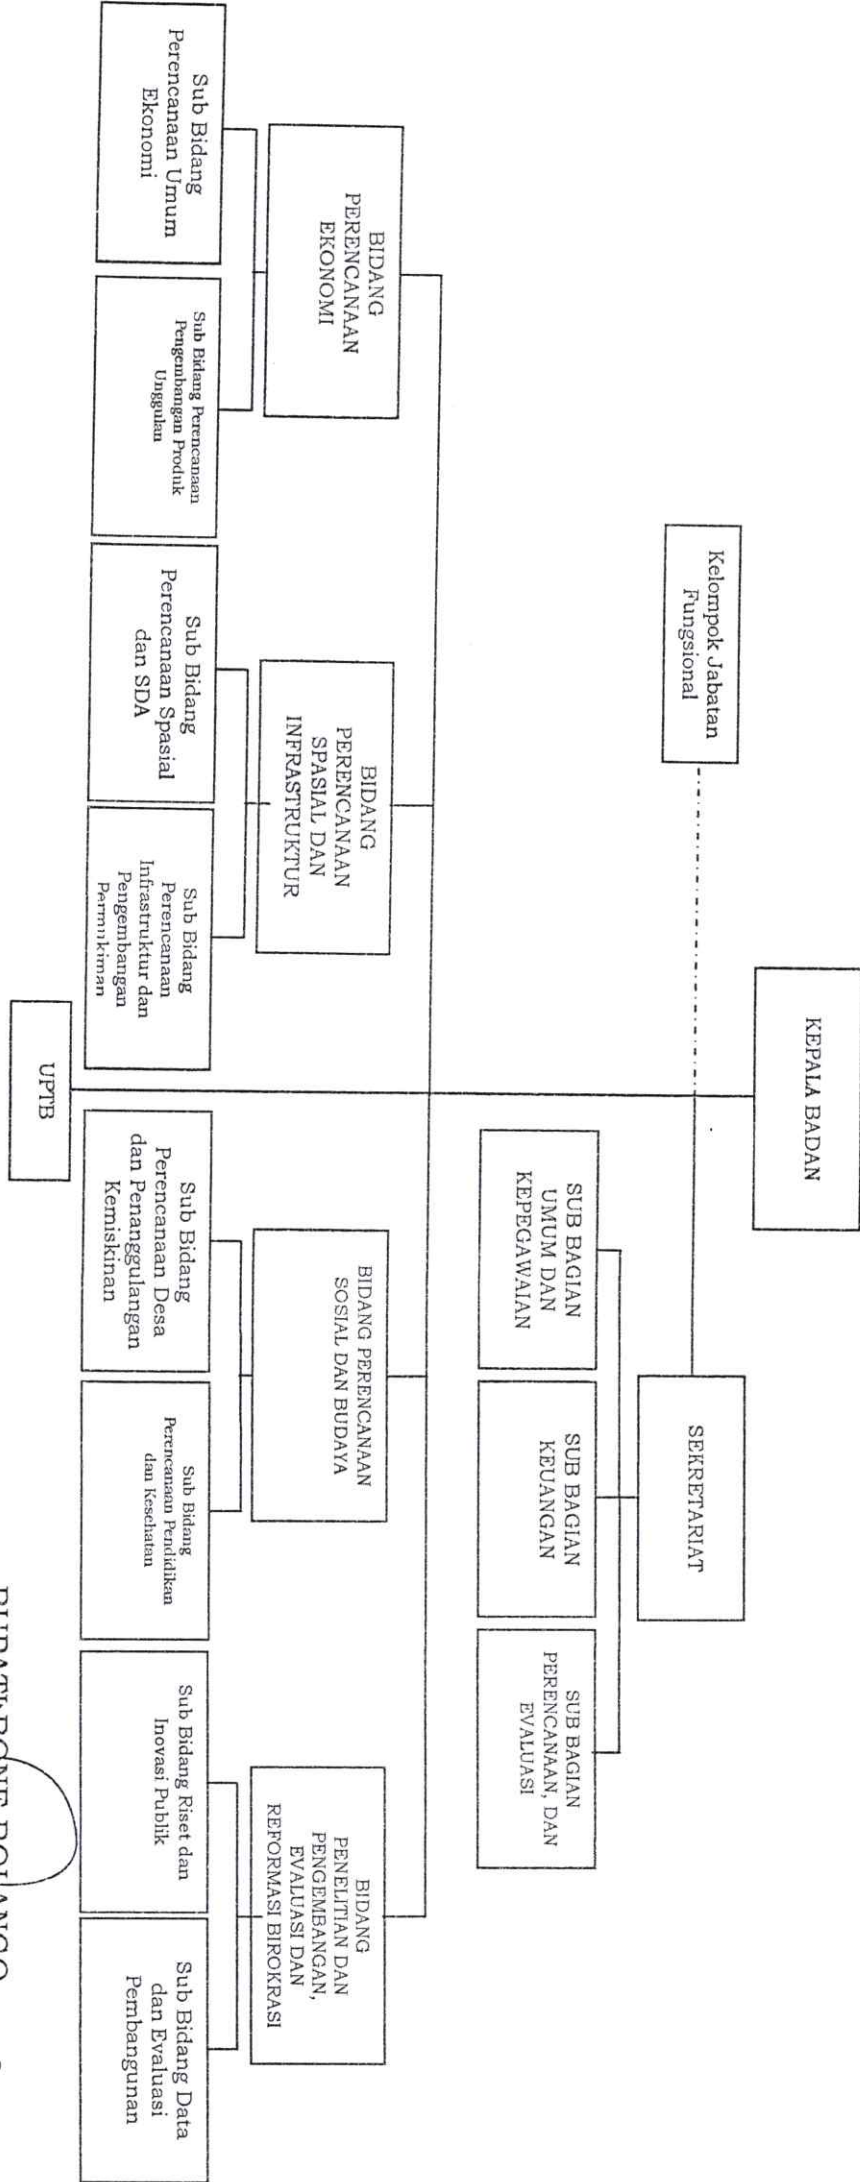 KEPALA BADAN
Kelompok Jabatan
Fungsional
SEKRETARIAT
SUB BAGIAN
UMUM DAN
KEPEGAWAIAN
SUB BAGIAN
KEUANGAN
SUB BAGIAN
PERENCANAAN, DAN
EVALUASI
BIDANG
PERENCANAAN
EKONOMI
BIDANG
PERENCANAAN
SPASIAL DAN
INFRASTRUKTUR
BIDANG PERENCANAAN
SOSIAL DAN BUDAYA
BIDANG
PENELITIAN DAN
PENGEMBANGAN,
EVALUASI DAN
REFORMASI BIROKRASI
Sub Bidang
Perencanaan Umum
Ekonomi
Sub Bidang Perencanaan
Pengembangan Produk
Unggulan
Sub Bidang
Perencanaan Spasial
dan SDA
Sub Bidang
Perencanaan
Infrastruktur dan
Pengembangan
Permukiman
Sub Bidang
Perencanaan Desa
dan Penanggulangan
Kemiskinan
Sub Bidang
Perencanaan Pendidikan
dan Kesehatan
Sub Bidang Riset dan
Inovasi Publik
Sub Bidang Data
dan Evaluasi
Pembangunan
UPTB
BUPATI BONE BOLANGO